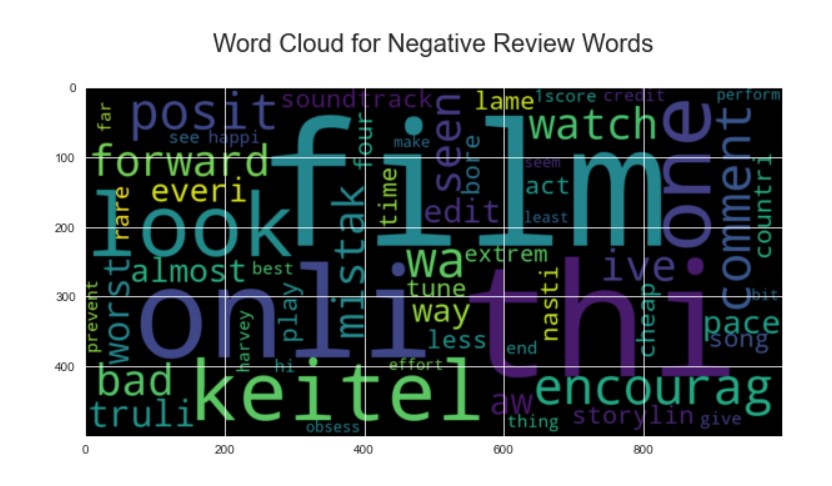 Word Cloud for Negative Review Words
0
100
200
300
400
0
200
400
600
800
far
posit
soundtrack
see
happi
four
make
seen
lame
1score
credit
perform
watch
one
forward
film
bore
seem
comment
countri
rare
everi
look
mistak
time
edit
act
least
almost
best
wa
extrem
ive
prevent
worst
onli
play
tune
way
nasti
thi
cheap
bit
pace
song
harvey
less
end
hi
effort
bad
keitel
encourag
truli
obsess
aw
thing
storylin
give